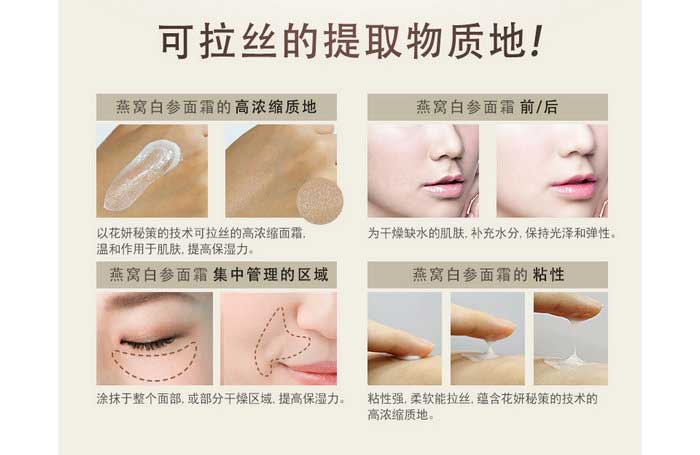 可拉丝的提取物质地!
燕窝白参面霜的 高浓缩质地
以花妍秘策的技术可拉丝的高浓缩面霜,
温和作用于肌肤, 提高保湿力。
燕窝白参面霜 前/后
为干燥缺水的肌肤, 补充水分, 保持光泽和弹性。
燕窝白参面霜 集中管理的区域
涂抹于整个面部, 或部分干燥区域, 提高保湿力。
燕窝白参面霜的 粘性
粘性强, 柔软能拉丝, 蕴含花妍秘策的技术的
高浓缩质地。